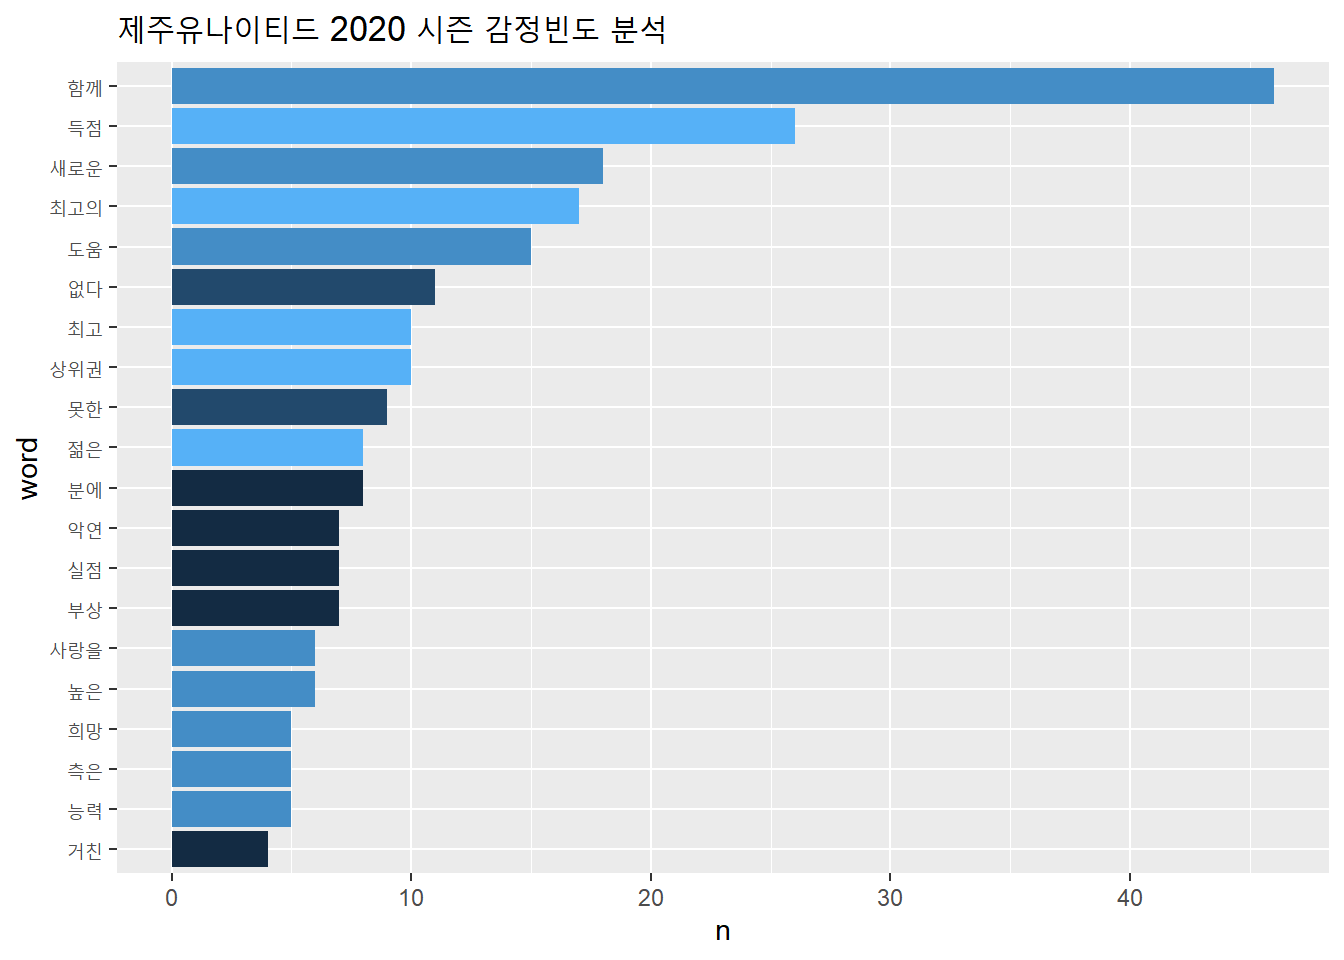 제주유나이티드 2020 시즌 감정빈도 분석
함께
득점
새로운
최고의
도움
없다
최고
상위권
못한
젊은
분에
악연
실점
부상
사랑을
높은
희망
측은
능력
거친
word
0 10 20 30 40
n